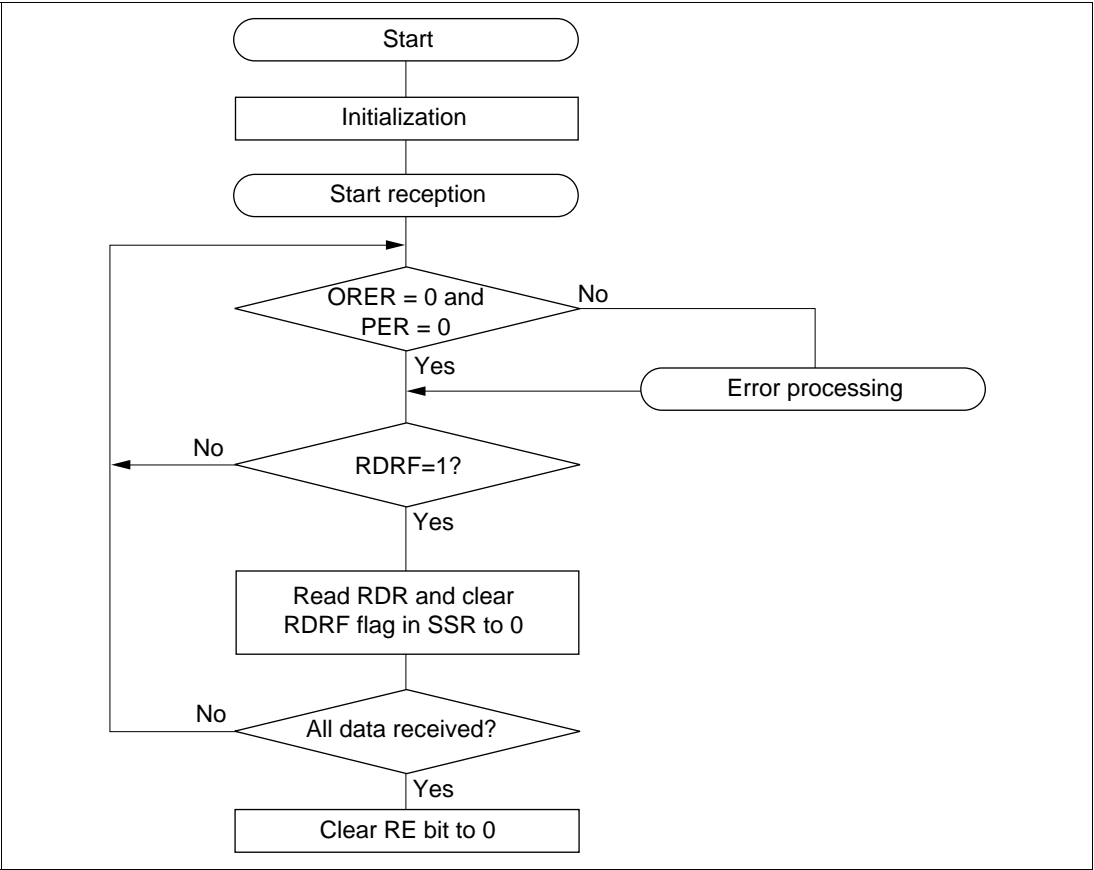 Start
Initialization
Start reception
ORER = 0 and
PER = 0
No
Yes
Error processing
No
RDRF=1?
Yes
Read RDR and clear
RDRF flag in SSR to 0
No
All data received?
Yes
Clear RE bit to 0